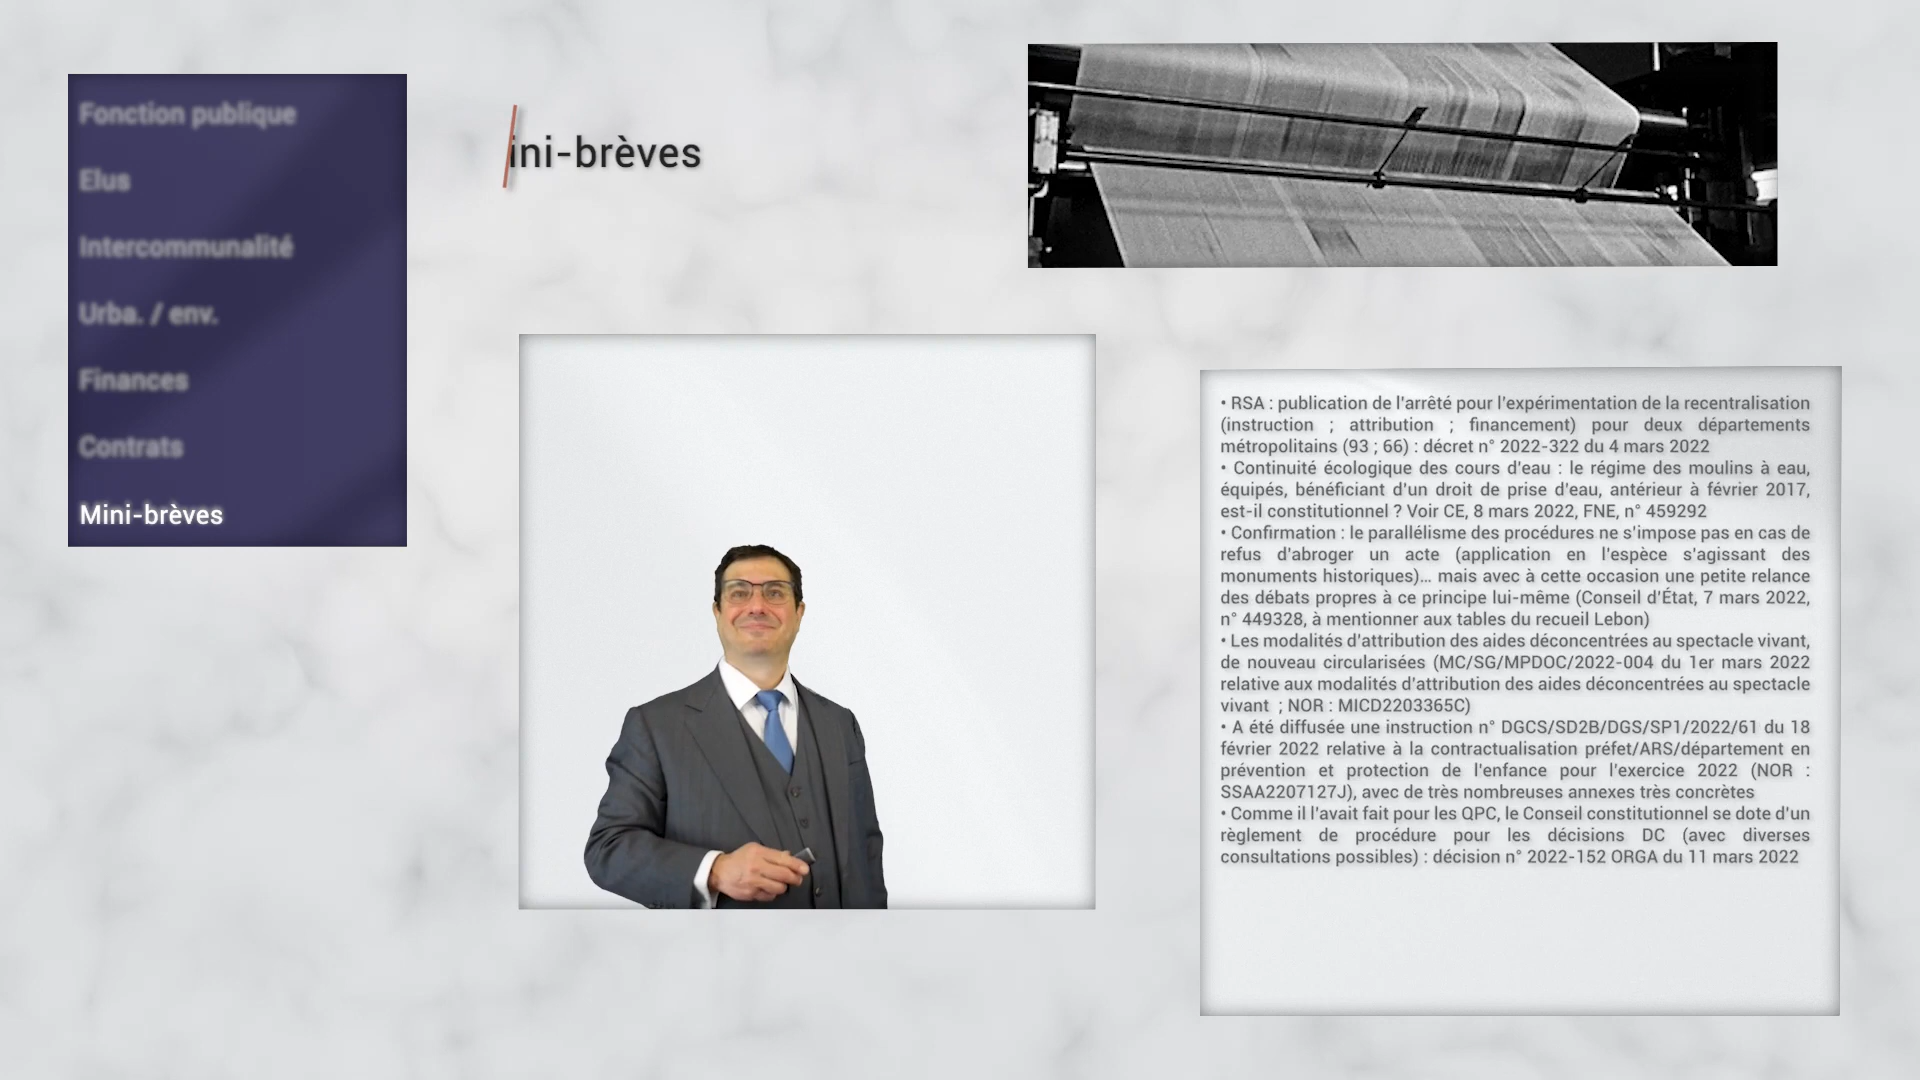 Fonction publique
Elus
Intercommunalité
Urba. / env.
Finances
Contrats
Mini-brèves
ini-brèves
• RSA : publication de l'arrêté pour l'expérimentation de la recentralisation
(instruction ; attribution ; financement) pour deux départements
métropolitains (93 ; 66) : décret n° 2022-322 du 4 mars 2022
• Continuité écologique des cours d'eau : le régime des moulins à eau,
équipés, bénéficiant d'un droit de prise d'eau, antérieur à février 2017,
est-il constitutionnel ? Voir CE, 8 mars 2022, FNE, n° 459292
• Confirmation : le parallélisme des procédures ne s'impose pas en cas de
refus d'abroger un acte (application en l'espèce s'agissant des
monuments historiques)… mais avec à cette occasion une petite relance
des débats propres à ce principe lui-même (Conseil d'État, 7 mars 2022,
n° 449328, à mentionner aux tables du recueil Lebon)
• Les modalités d'attribution des aides déconcentrées au spectacle vivant,
de nouveau circularisées (MC/SG/MPDOC/2022-004 du 1er mars 2022
relative aux modalités d'attribution des aides déconcentrées au spectacle
vivant ; NOR : MICD2203365C)
• A été diffusée une instruction n° DGCS/SD2B/DGS/SP1/2022/61 du 18
février 2022 relative à la contractualisation préfet/ARS/département en
prévention et protection de l'enfance pour l'exercice 2022 (NOR :
SSAA2207127J), avec de très nombreuses annexes très concrètes
• Comme il l'avait fait pour les QPC, le Conseil constitutionnel se dote d'un
règlement de procédure pour les décisions DC (avec diverses
consultations possibles) : décision n° 2022-152 ORGA du 11 mars 2022